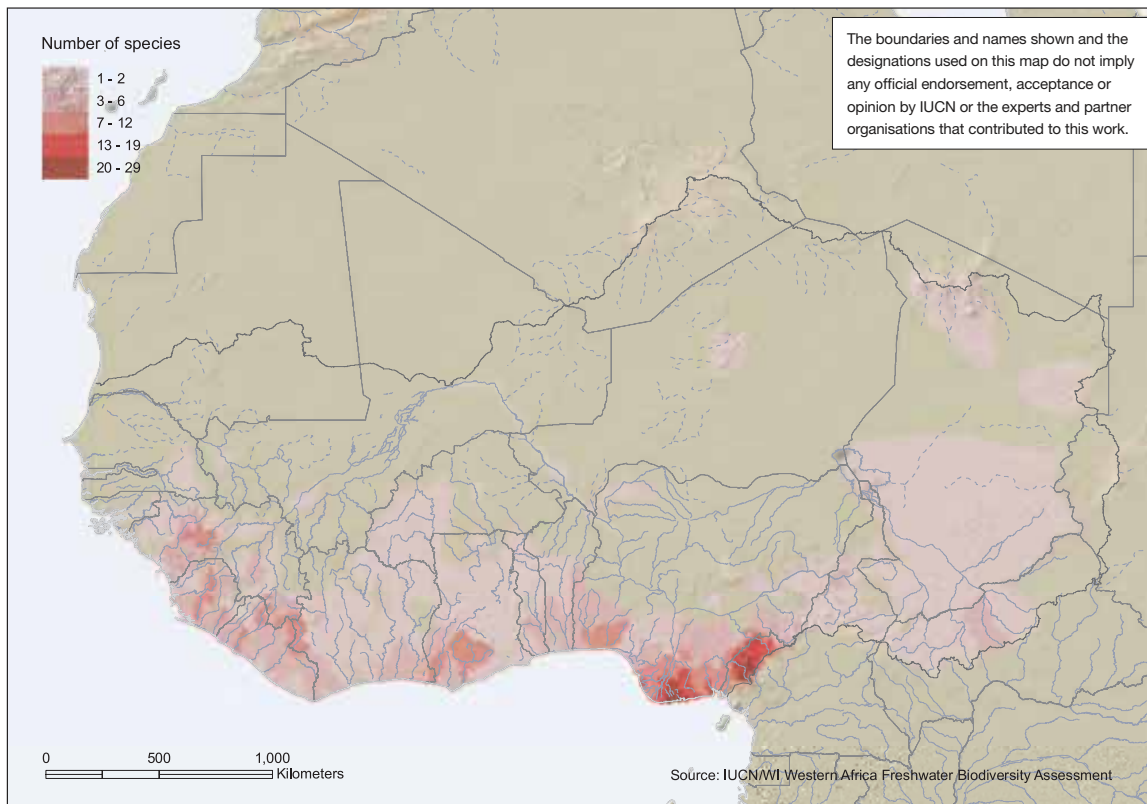 Number of species
1 - 2
3 - 6
7 - 12
13 - 19
20 - 29
The boundaries and names shown and the
designations used on this map do not imply
any official endorsement, acceptance or
opinion by IUCN or the experts and partner
organisations that contributed to this work.
0 500 1,000
Kilometers
Source: IUCN/WI Western Africa Freshwater Biodiversity Assessment